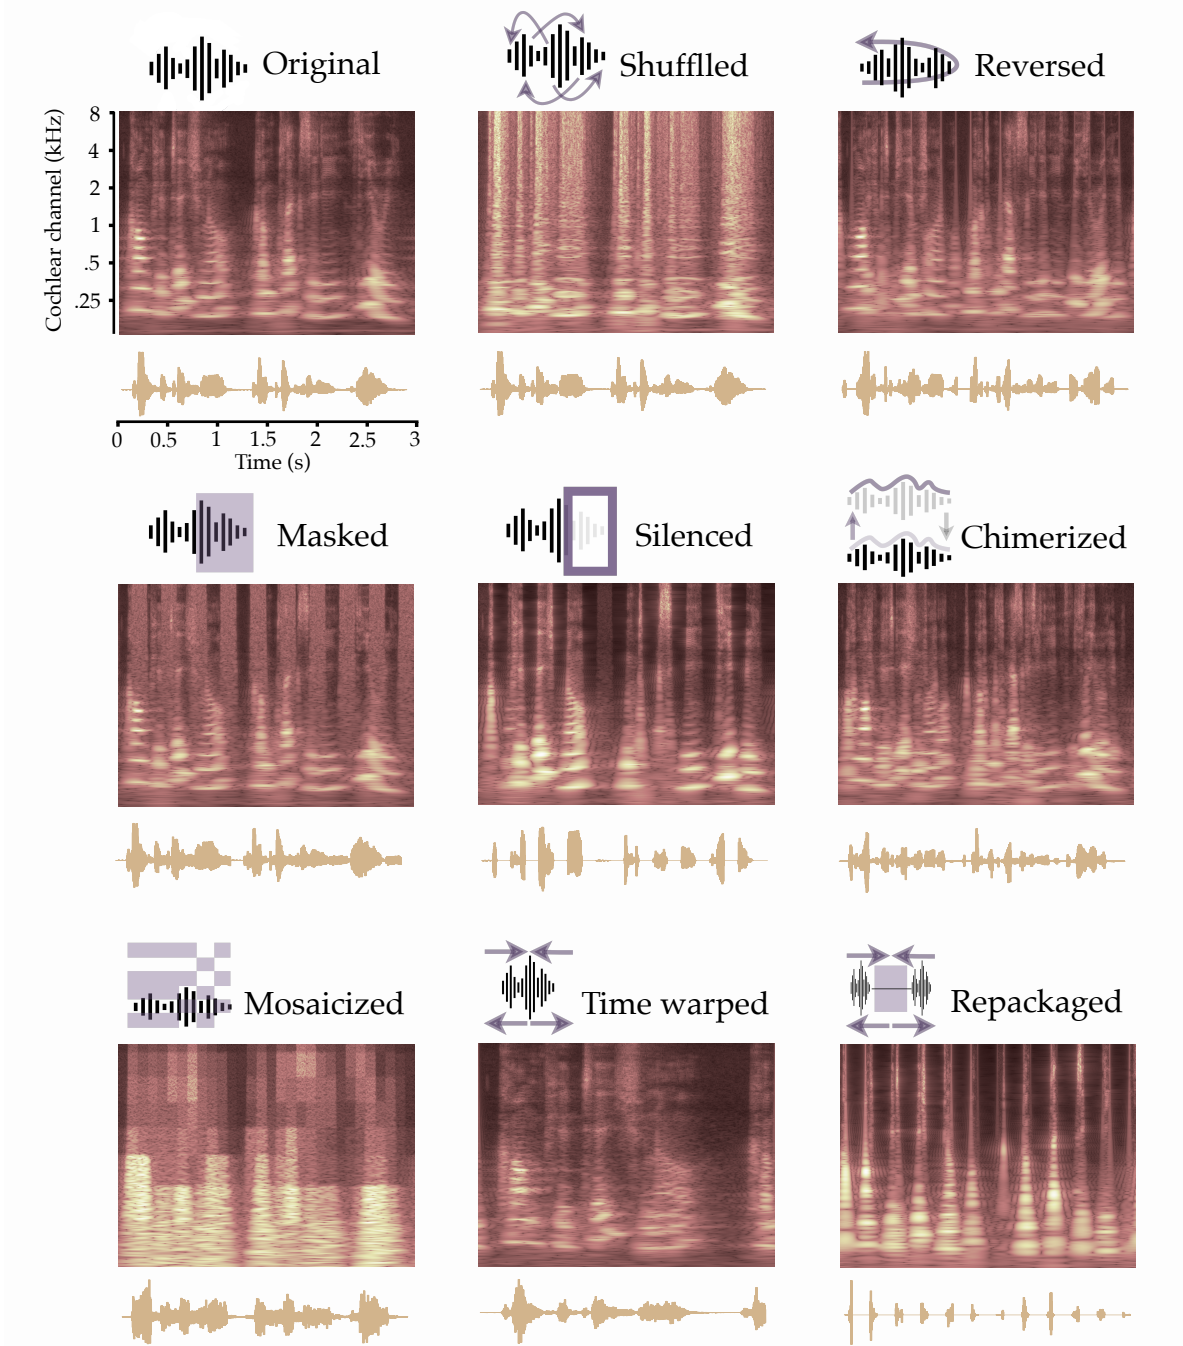 Original
Shufflled
Reversed
Cochlear channel (kHz)
8
4
2
1
.5
.25
0 0.5 1 1.5 2 2.5 3
Time (s)
Masked
Silenced
Chimerized
Mosaicized
Time warped
Repackaged